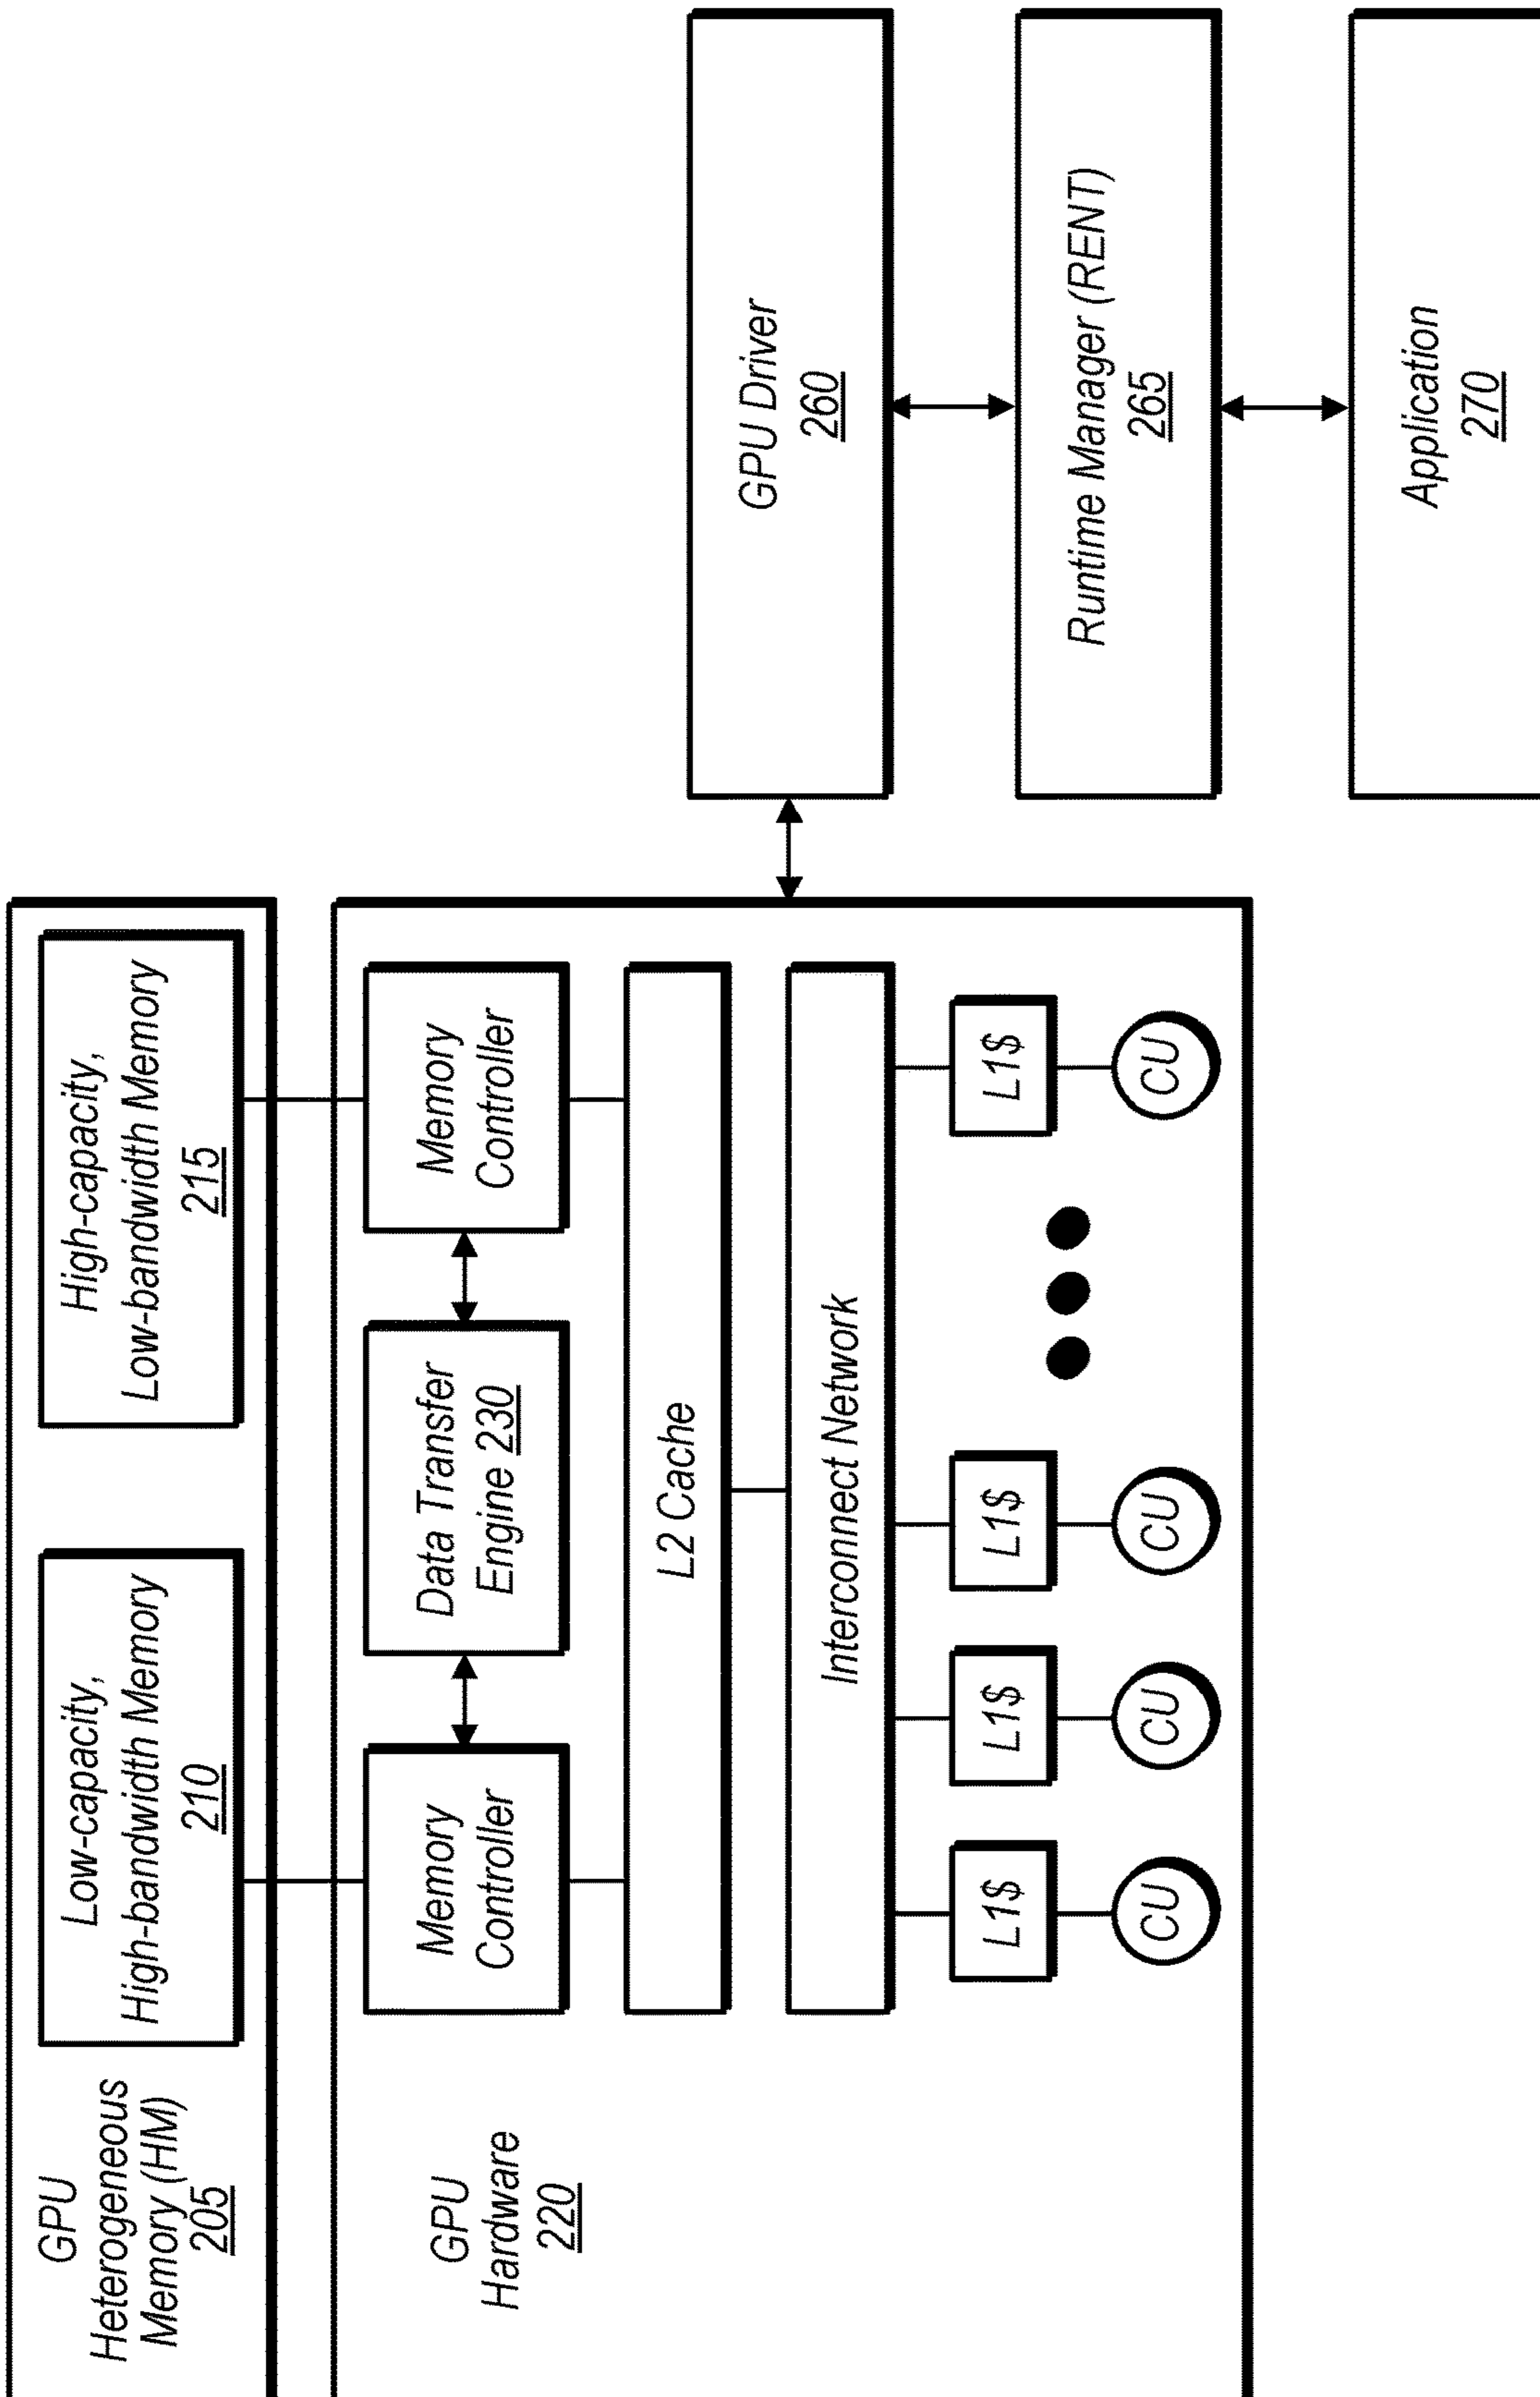 GPU
Heterogeneous
Memory (HM)
205
Low-capacity,
High-bandwidth Memory
210
High-capacity,
Low-bandwidth Memory
215
GPU
Hardware
220
Memory
Controller
Data Transfer
Engine 230
Memory
Controller
L2 Cache
Interconnect Network
L1$
L1$
L1$
L1$
CU
CU
CU
CU
GPU Driver
260
Runtime Manager (RENT)
265
Application
270